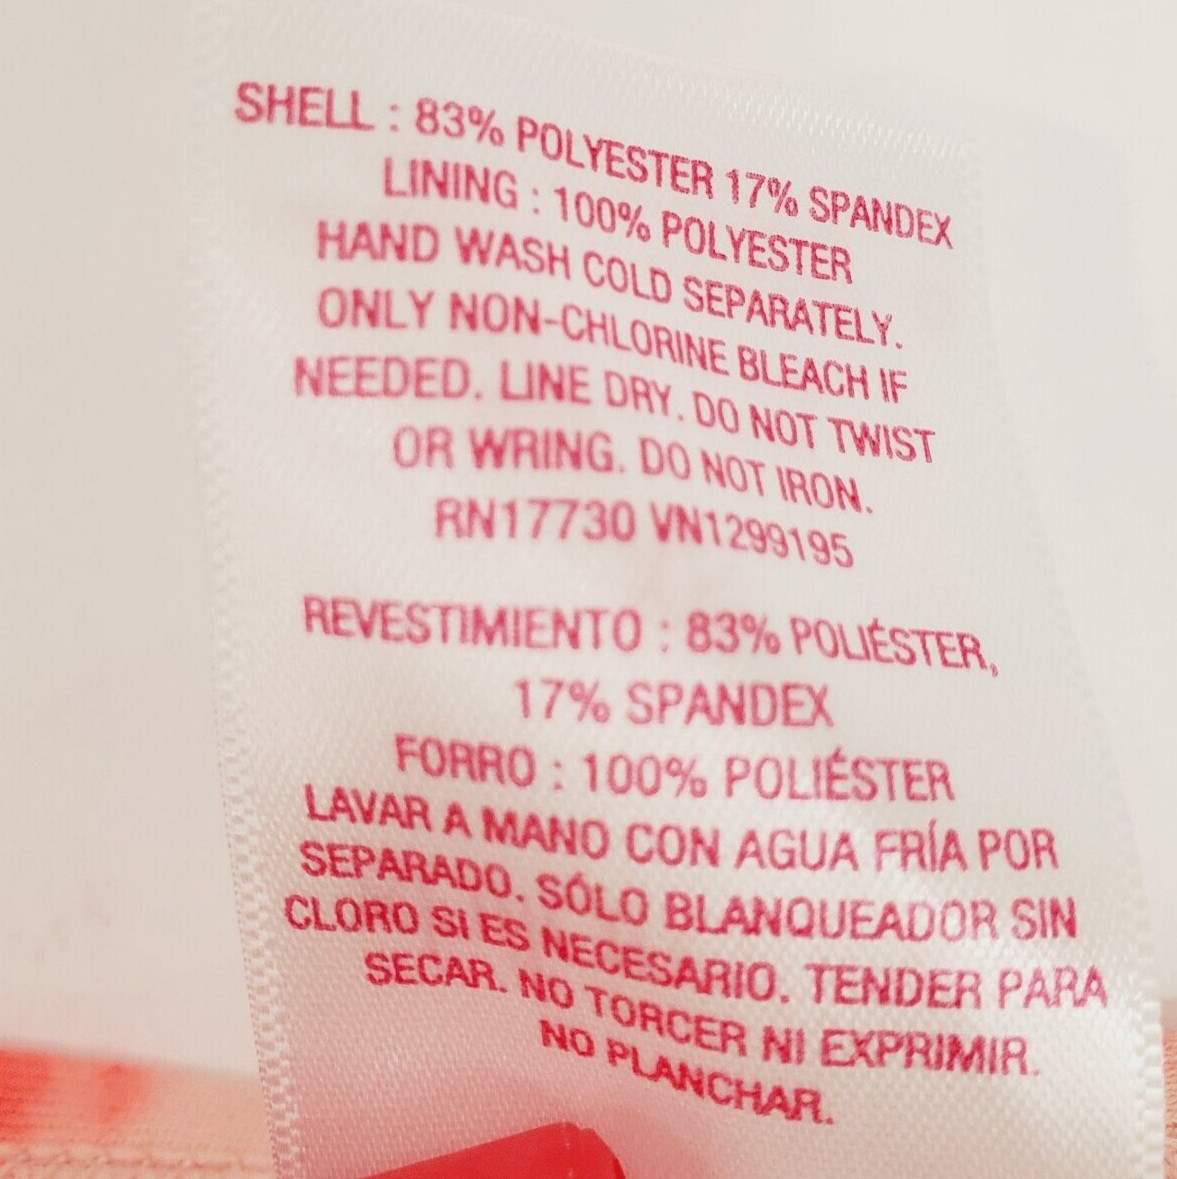 SHELL : 83% POLYESTER 17% SPANDEX
LINING : 100% POLYESTER
HAND WASH COLD SEPARATELY.
ONLY NON-CHLORINE BLEACH IF
NEEDED. LINE DRY. DO NOT TWIST
OR WRING. DO NOT IRON.
RN17730 VN1299195
REVESTIMIENTO : 83% POLIÉSTER,
17% SPANDEX
FORRO : 100% POLIÉSTER
LAVAR A MANO CON AGUA FRÍA POR
SEPARADO. SÓLO BLANQUEADOR SIN
CLORO SI ES NECESARIO. TENDER PARA
SECAR. NO TORCER NI EXPRIMIR.
NO PLANCHAR.